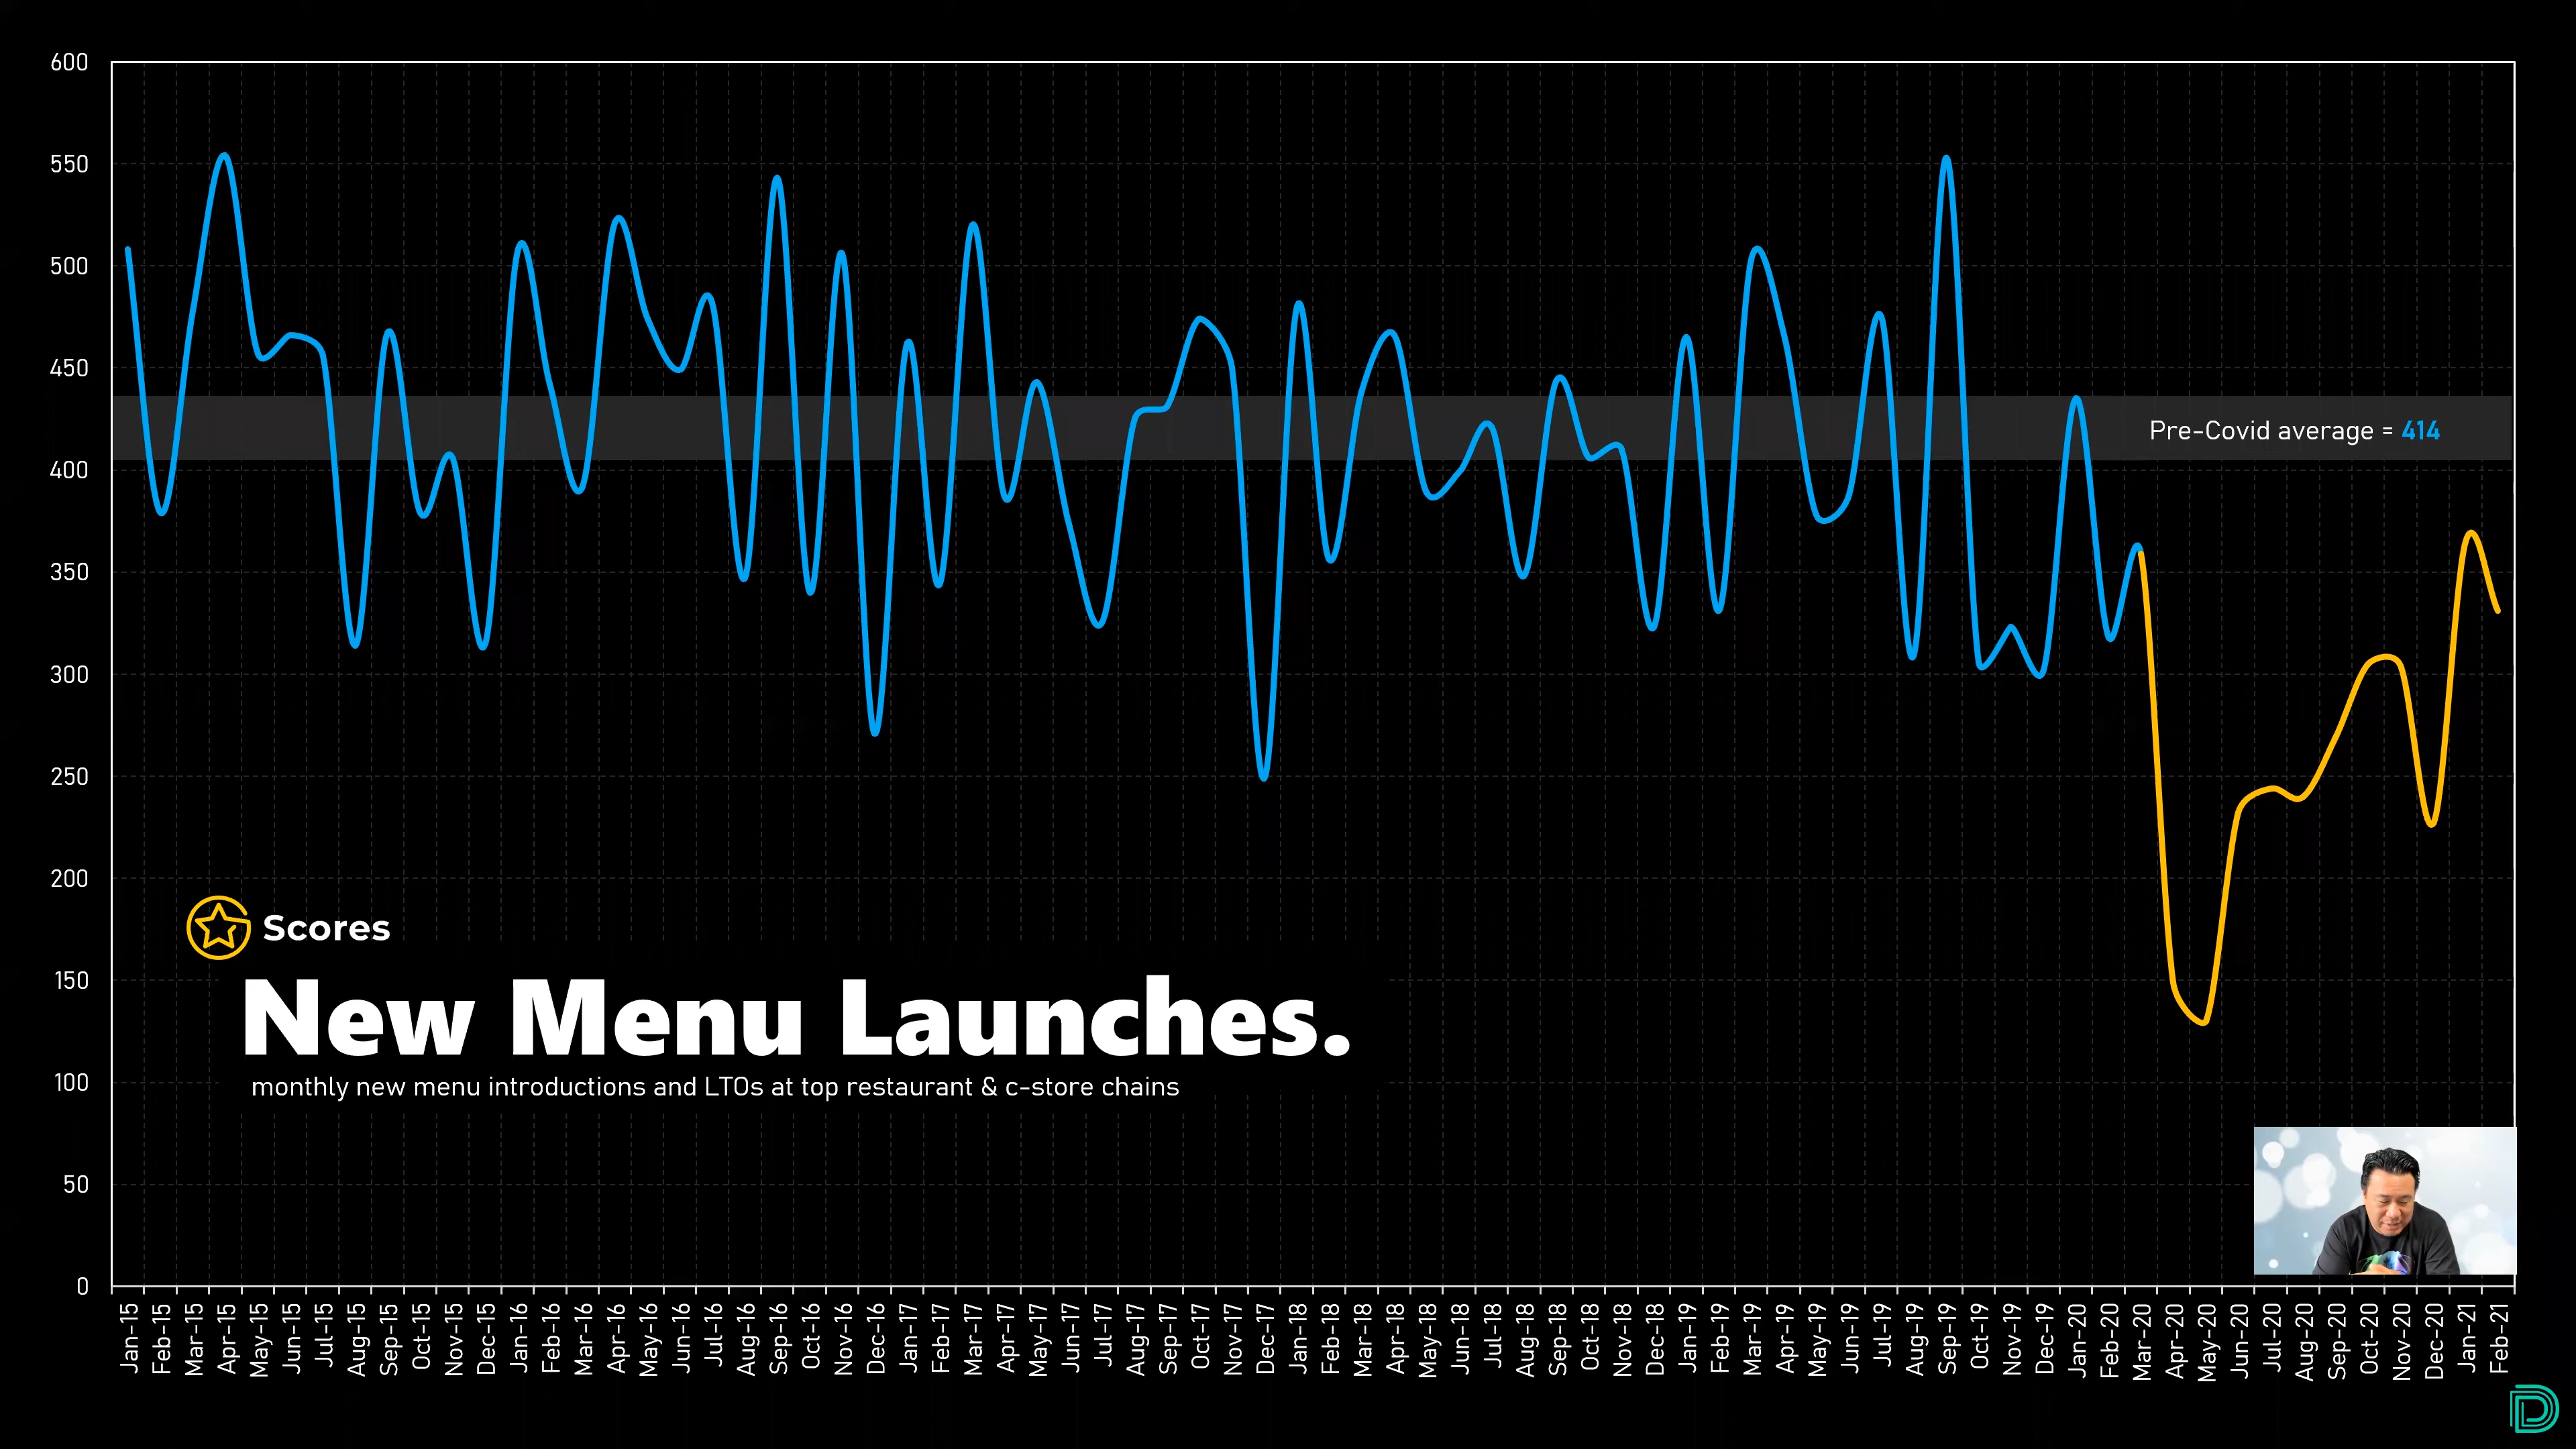 600
550
500
450
400
350
300
250
200
150
100
50
0
Pre-Covid average = 414
Scores
New Menu Launches.
monthly new menu introductions and LTOs at top restaurant & c-store chains
Jan-15
Feb-15
Mar-15
Apr-15
May-15
Jun-15
Jul-15
Aug-15
Sep-15
Oct-15
Nov-15
Dec-15
Jan-16
Feb-16
Mar-16
Apr-16
May-16
Jun-16
Jul-16
Aug-16
Sep-16
Oct-16
Nov-16
Dec-16
Jan-17
Feb-17
Mar-17
Apr-17
May-17
Jun-17
Jul-17
Aug-17
Sep-17
Oct-17
Nov-17
Dec-17
Jan-18
Feb-18
Mar-18
Apr-18
May-18
Jun-18
Jul-18
Aug-18
Sep-18
Oct-18
Nov-18
Dec-18
Jan-19
Feb-19
Mar-19
Apr-19
May-19
Jun-19
Jul-19
Aug-19
Sep-19
Oct-19
Nov-19
Dec-19
Jan-20
Feb-20
Mar-20
Apr-20
May-20
Jun-20
Jul-20
Aug-20
Sep-20
Oct-20
Nov-20
Dec-20
Jan-21
Feb-21